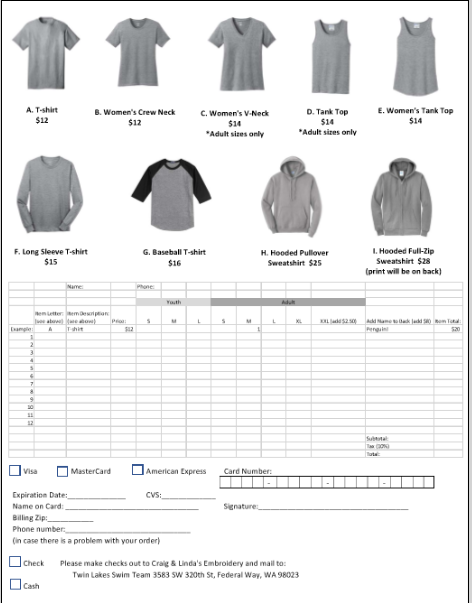 A. T-shirt
$12
B. Women's Crew Neck
$12
C. Women's V-Neck
$14
*Adult sizes only
D. Tank Top
$14
*Adult sizes only
E. Women's Tank Top
$14
F. Long Sleeve T-shirt
$15
G. Baseball T-shirt
$16
H. Hooded Pullover
Sweatshirt $25
I. Hooded Full-Zip
Sweatshirt $28
(print will be on back)
Name: Phone:
Youth Adult
Item Letter: Item Description:
(see above) (see above) Price: S M L S M L XL XXL (add $2.50) Add Name to Back (add $8) Item Total:
Example: A T-shirt $12 1 Penguin! $20
1
2
3
4
5
6
7
8
9
10
11
12
Subtotal:
Tax (10%)
Total:
Visa MasterCard American Express Card Number:
Expiration Date: CVS:
Name on Card: Signature:
Billing Zip:
Phone number:
(in case there is a problem with your order)
Check Please make checks out to Craig & Linda's Embroidery and mail to:
Twin Lakes Swim Team 3583 SW 320th St, Federal Way, WA 98023
Cash